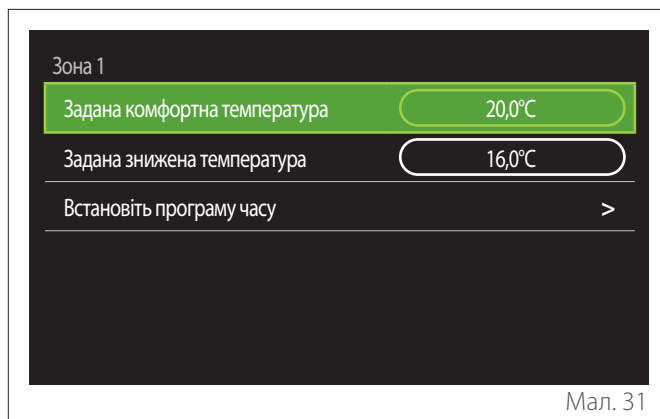 Зона 1
Задана комфортна температура 20,0°C
Задана знижена температура 16,0°C
Встановіть програму часу >
Мал. 31